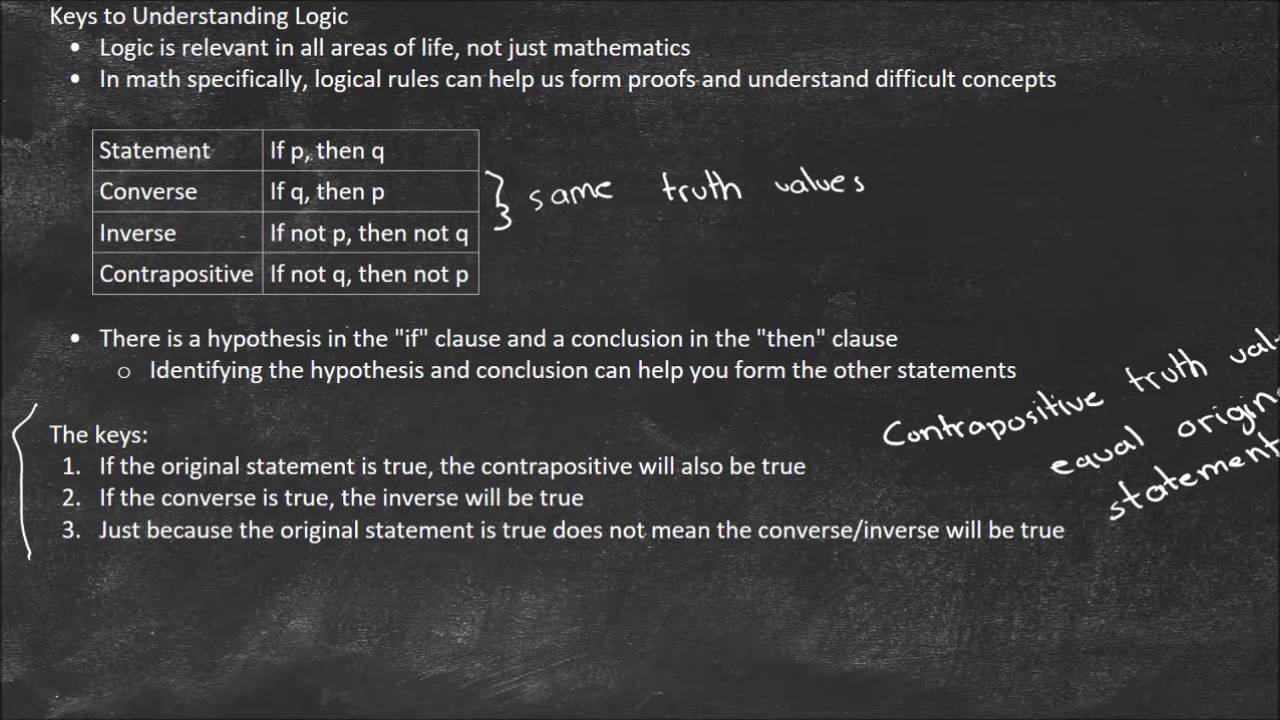 Keys to Understanding Logic
• Logic is relevant in all areas of life, not just mathematics
• In math specifically, logical rules can help us form proofs and understand difficult concepts
Statement If p, then q
Converse If q, then p
Inverse If not p, then not q
Contrapositive If not q, then not p
same truth values
• There is a hypothesis in the "if" clause and a conclusion in the "then" clause
o Identifying the hypothesis and conclusion can help you form the other statements
Contrapositive truth val
equal origin
statement
The keys:
1. If the original statement is true, the contrapositive will also be true
2. If the converse is true, the inverse will be true
3. Just because the original statement is true does not mean the converse/inverse will be true